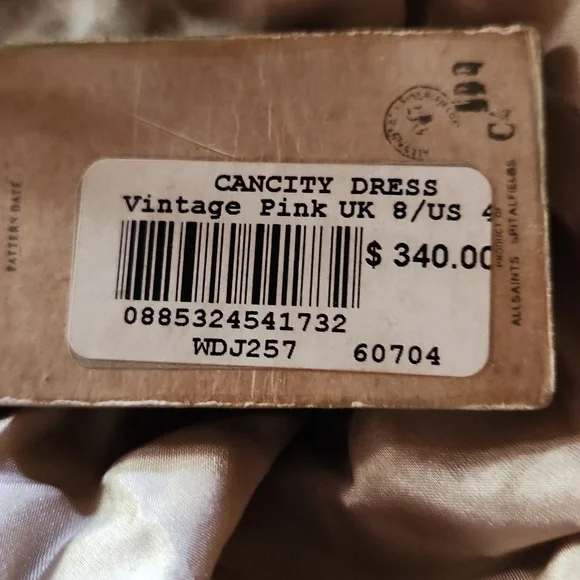 CANCITY DRESS
Vintage Pink UK 8/US 4
$ 340.00
0885324541732
WDJ257 60704
PATTERN DATE
PRODUCT OF
ALLSAINTS SPITALFIELDS